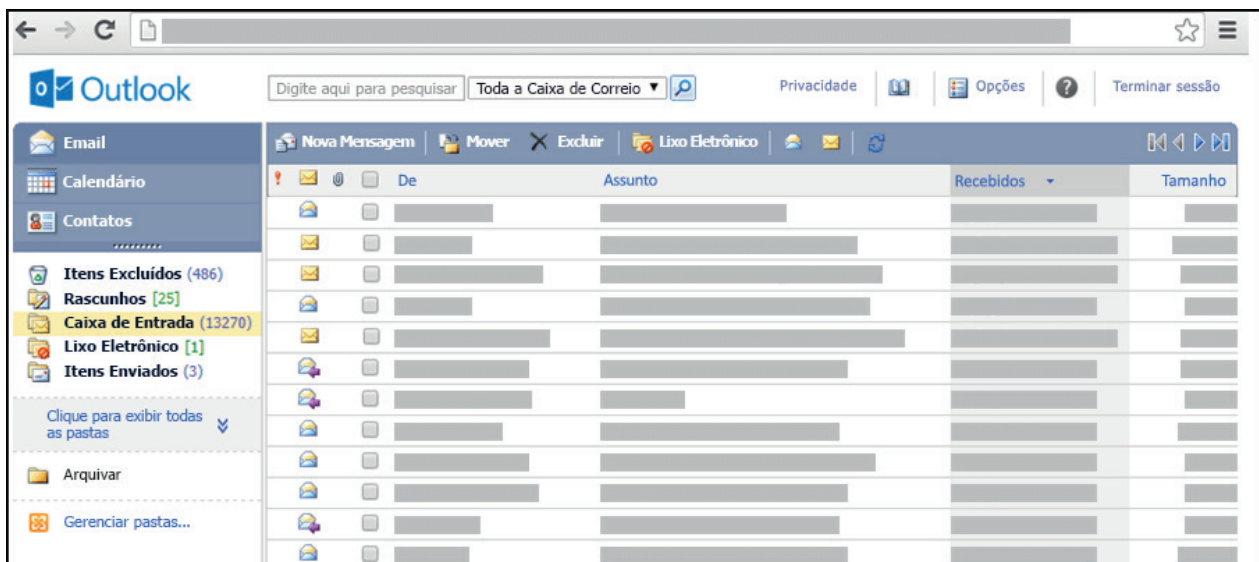 Outlook
Digite aqui para pesquisar Toda a Caixa de Correio Privacidade Opções Terminar sessão
Email
Calendário
Contatos
Nova Mensagem Mover Excluir Lixo Eletrônico
De Assunto Recebidos Tamanho
Itens Excluídos (486)
Rascunhos [25]
Caixa de Entrada (13270)
Lixo Eletrônico [1]
Itens Enviados (3)
Clique para exibir todas
as pastas
Arquivar
Gerenciar pastas...